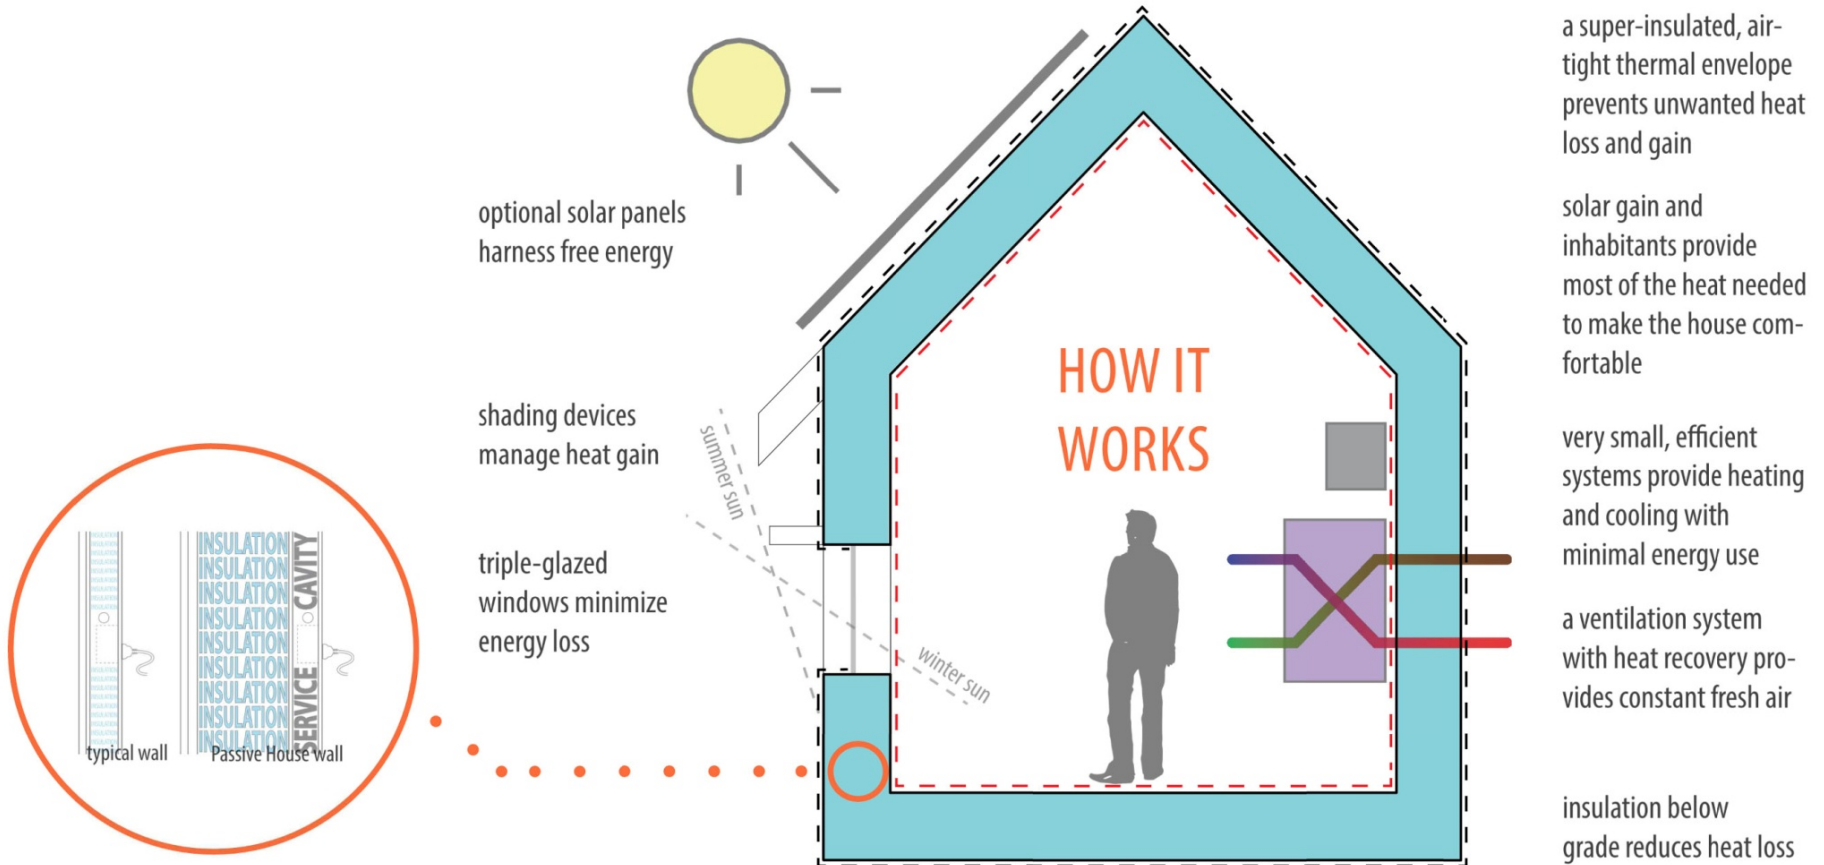 optional solar panels
harness free energy
shading devices
manage heat gain
triple-glazed
windows minimize
energy loss
summer sun
winter sun
HOW IT
WORKS
INSULATION
INSULATION
INSULATION
INSULATION
INSULATION
INSULATION
INSULATION
INSULATION
INSULATION
SERVICE CAVITY
typical wall
Passive House wall
a super-insulated, air-
tight thermal envelope
prevents unwanted heat
loss and gain
solar gain and
inhabitants provide
most of the heat needed
to make the house com-
fortable
very small, efficient
systems provide heating
and cooling with
minimal energy use
a ventilation system
with heat recovery pro-
vides constant fresh air
insulation below
grade reduces heat loss